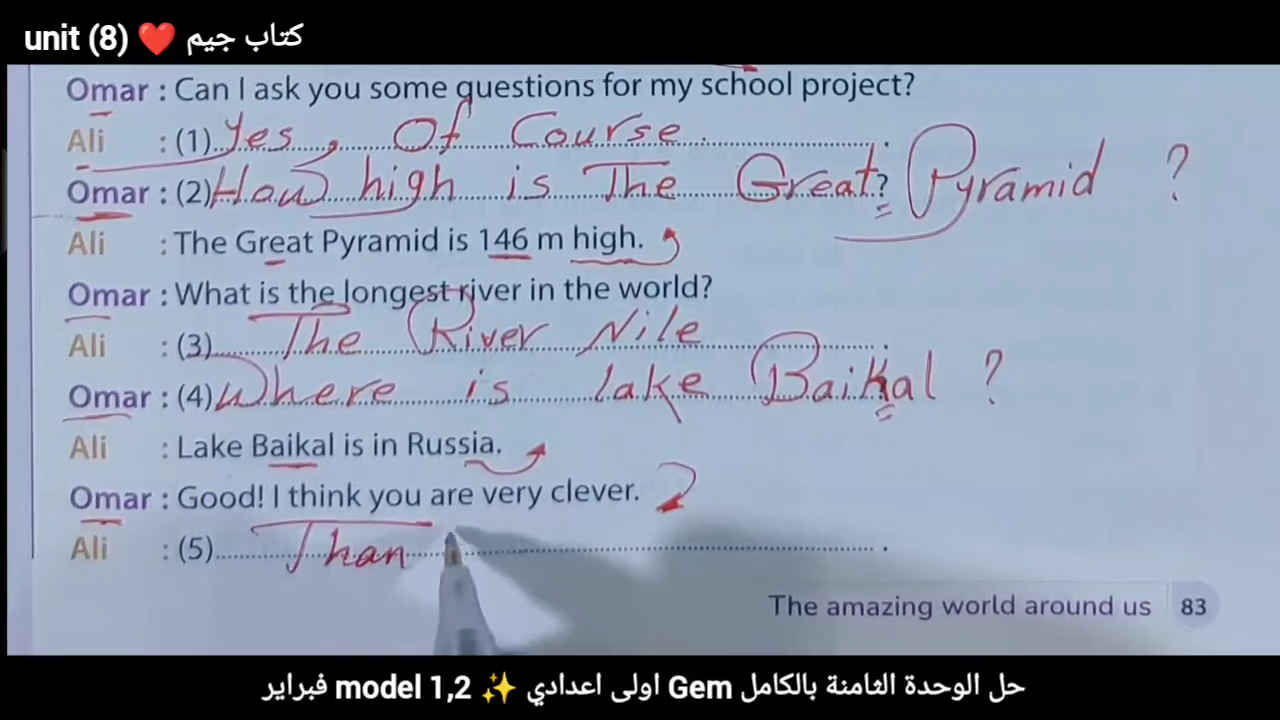 unit (8) ❤️ كتاب جيم
Omar : Can I ask you some questions for my school project?
Ali : (1) Yes, Of Course.
Omar : (2) How high is The Great Pyramid ?
Ali : The Great Pyramid is 146 m high.
Omar : What is the longest river in the world?
Ali : (3) The River Nile
Omar : (4) Where is lake Baikal ?
Ali : Lake Baikal is in Russia.
Omar : Good! I think you are very clever.
Ali : (5) Than
The amazing world around us 83
حل الوحدة الثامنة بالكامل Gem اولى اعدادي ✨ model 1,2 فبراير